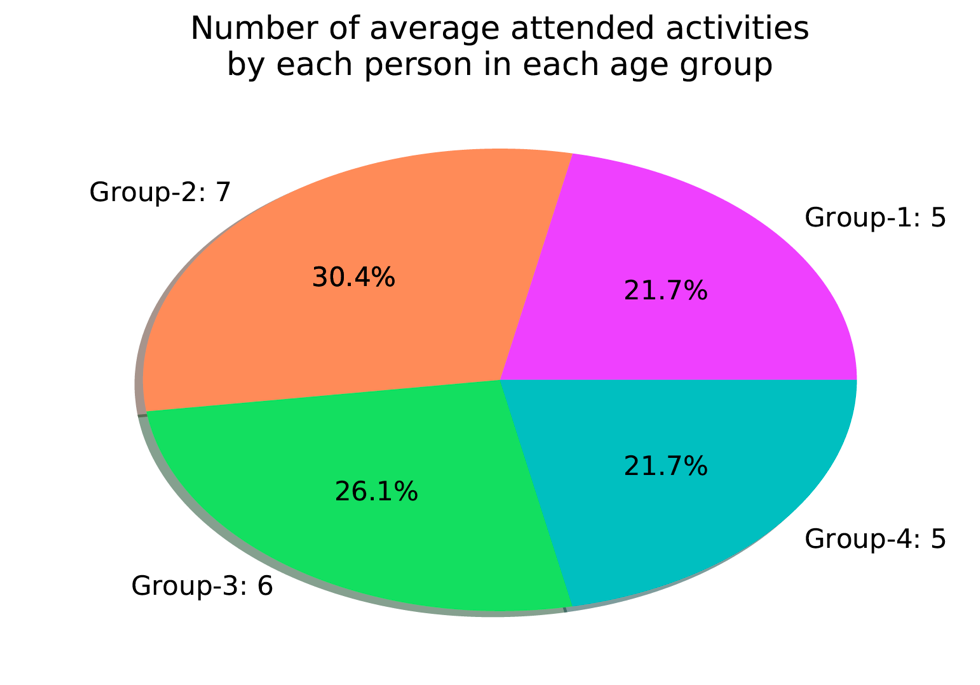 Number of average attended activities
by each person in each age group
Group-2: 7
Group-1: 5
30.4%
21.7%
21.7%
26.1%
Group-4: 5
Group-3: 6